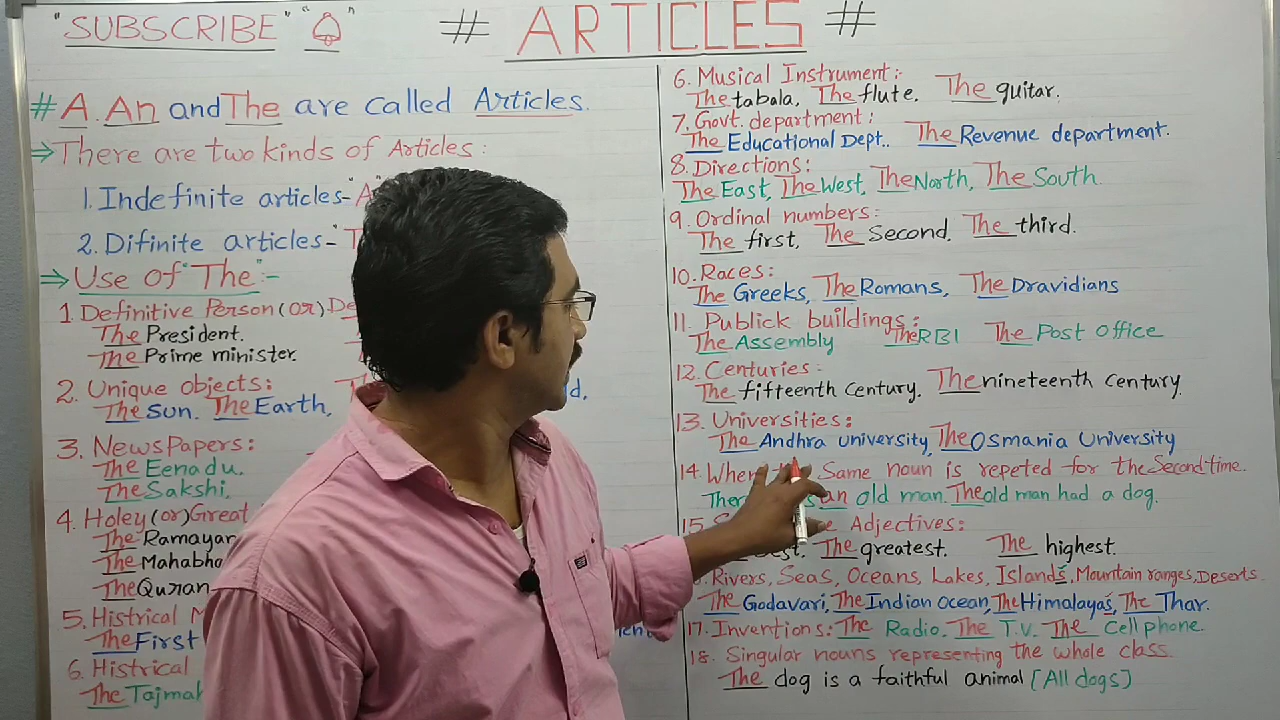 "SUBSCRIBE" " "
# ARTICLES #
# A, An and The are called Articles.
⇒ There are two kinds of Articles:
1. Indefinite articles- "A
2. Difinite articles- "T
⇒ Use of "The":-
1. Definitive Person (or) De
The President.
The Prime minister.
2. Unique objects:
The Sun. The Earth,
3. NewsPapers:
The Eenadu.
The Sakshi,
4. Holey (or) Great
The Ramayan
The Mahabha
The Quran
5. Histrical M
The First
6. Histrical
The Tajmah
6. Musical Instrument:-
The tabala, The flute, The guitar.
7. Govt. department:
The Educational Dept.. The Revenue department.
8. Directions:
The East, The West, The North, The South
9. Ordinal numbers:
The first, The Second, The third.
10. Races:
The Greeks, The Romans, The Dravidians
11. Publick buildings:
The Assembly The RBI The Post Office
12. Centuries:
The fifteenth century. The nineteenth century.
13. Universities:
The Andhra university, The Osmania University
14. When Same noun is repeted for the Second time.
an old man. The old man had a dog.
15. Adjectives:
The greatest. The highest.
Rivers, Seas, Oceans, Lakes, Islands, Mountain ranges, Deserts
The Godavari, The Indian Ocean, The Himalayas, The Thar.
17. Inventions: The Radio. The T.V. The Cell phone.
18. Singular nouns representing the whole class
The dog is a faithful animal [All dogs]